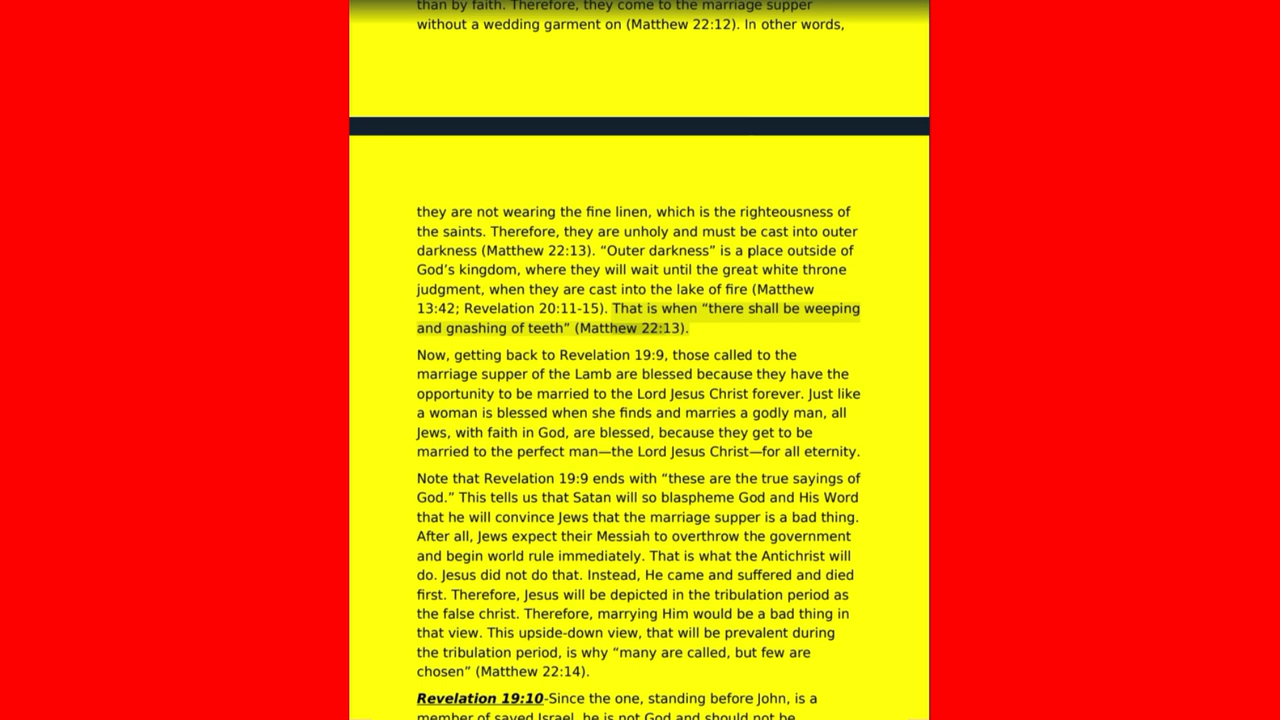 than by faith. Therefore, they come to the marriage supper
without a wedding garment on (Matthew 22:12). In other words,
they are not wearing the fine linen, which is the righteousness of
the saints. Therefore, they are unholy and must be cast into outer
darkness (Matthew 22:13). “Outer darkness” is a place outside of
God’s kingdom, where they will wait until the great white throne
judgment, when they are cast into the lake of fire (Matthew
13:42; Revelation 20:11-15). That is when “there shall be weeping
and gnashing of teeth” (Matthew 22:13).
Now, getting back to Revelation 19:9, those called to the
marriage supper of the Lamb are blessed because they have the
opportunity to be married to the Lord Jesus Christ forever. Just like
a woman is blessed when she finds and marries a godly man, all
Jews, with faith in God, are blessed, because they get to be
married to the perfect man—the Lord Jesus Christ—for all eternity.
Note that Revelation 19:9 ends with “these are the true sayings of
God.” This tells us that Satan will so blaspheme God and His Word
that he will convince Jews that the marriage supper is a bad thing.
After all, Jews expect their Messiah to overthrow the government
and begin world rule immediately. That is what the Antichrist will
do. Jesus did not do that. Instead, He came and suffered and died
first. Therefore, Jesus will be depicted in the tribulation period as
the false christ. Therefore, marrying Him would be a bad thing in
that view. This upside-down view, that will be prevalent during
the tribulation period, is why “many are called, but few are
chosen” (Matthew 22:14).
Revelation 19:10-Since the one, standing before John, is a
member of saved Israel, he is not God and should not be